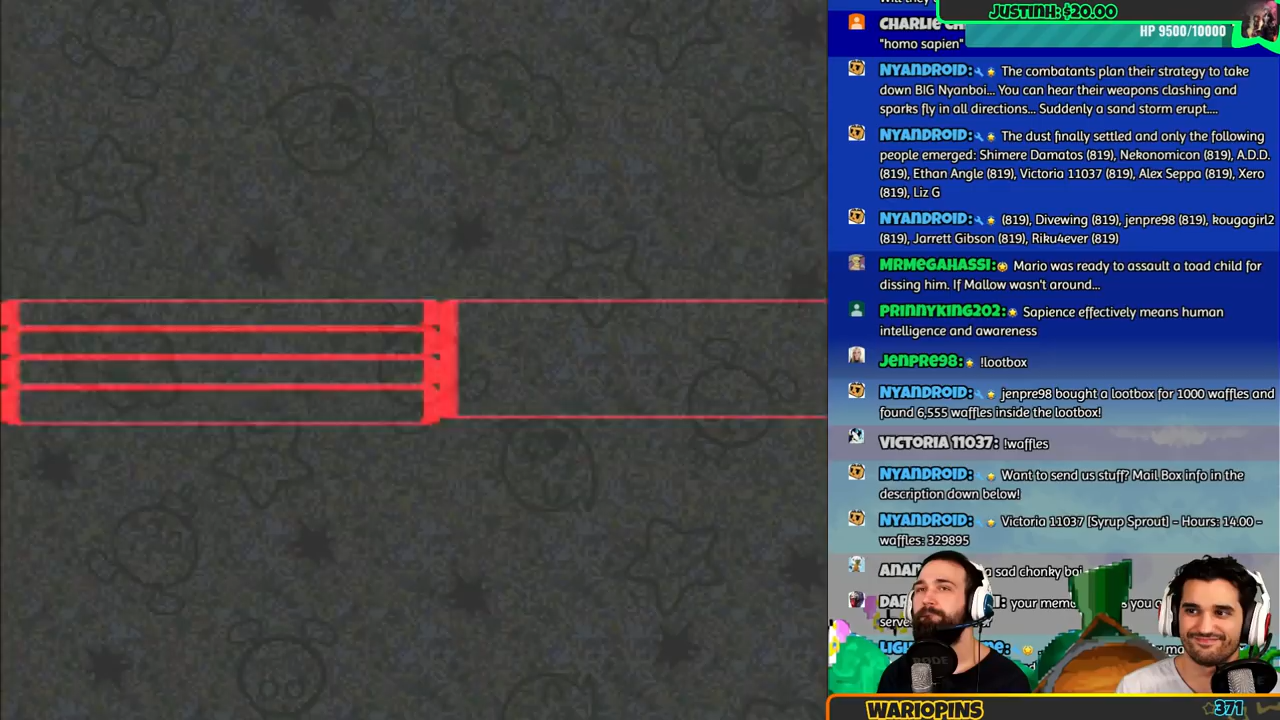 JUSTINH: $20.00
HP 9500/10000
CHARLIE
"homo sapien"
NYANDROID: The combatants plan their strategy to take
down BIG Nyanboi... You can hear their weapons clashing and
sparks fly in all directions... Suddenly a sand storm erupt....
NYANDROID: The dust finally settled and only the following
people emerged: Shimere Damatos (819), Nekonomicon (819), A.D.D.
(819), Ethan Angle (819), Victoria 11037 (819), Alex Seppa (819), Xero
(819), Liz G
NYANDROID: (819), Divewing (819), jenpre98 (819), kougagirl2
(819), Jarrett Gibson (819), Riku4ever (819)
MRMEGAHASSI: Mario was ready to assault a toad child for
dissing him. If Mallow wasn't around...
PRINNYKING202: Sapience effectively means human
intelligence and awareness
JENPRE98: !lootbox
NYANDROID: jenpre98 bought a lootbox for 1000 waffles and
found 6,555 waffles inside the lootbox!
VICTORIA 11037: !waffles
NYANDROID: Want to send us stuff? Mail Box info in the
description down below!
NYANDROID: Victoria 11037 [Syrup Sprout] - Hours: 14.00 -
waffles: 329895
a sad chonky boi
your
RODE
WARIOPINS
371